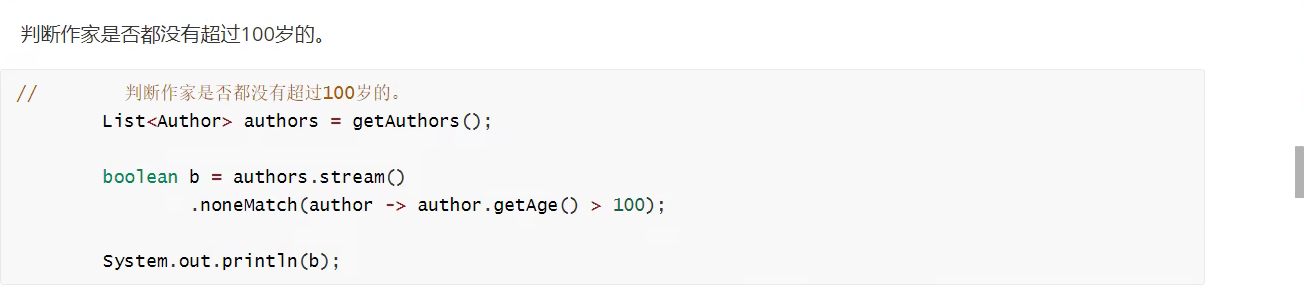 判断作家是否都没有超过100岁的。
//        判断作家是否都没有超过100岁的。
        List<Author> authors = getAuthors();
        boolean b = authors.stream()
                .noneMatch(author -> author.getAge() > 100);
        System.out.println(b);